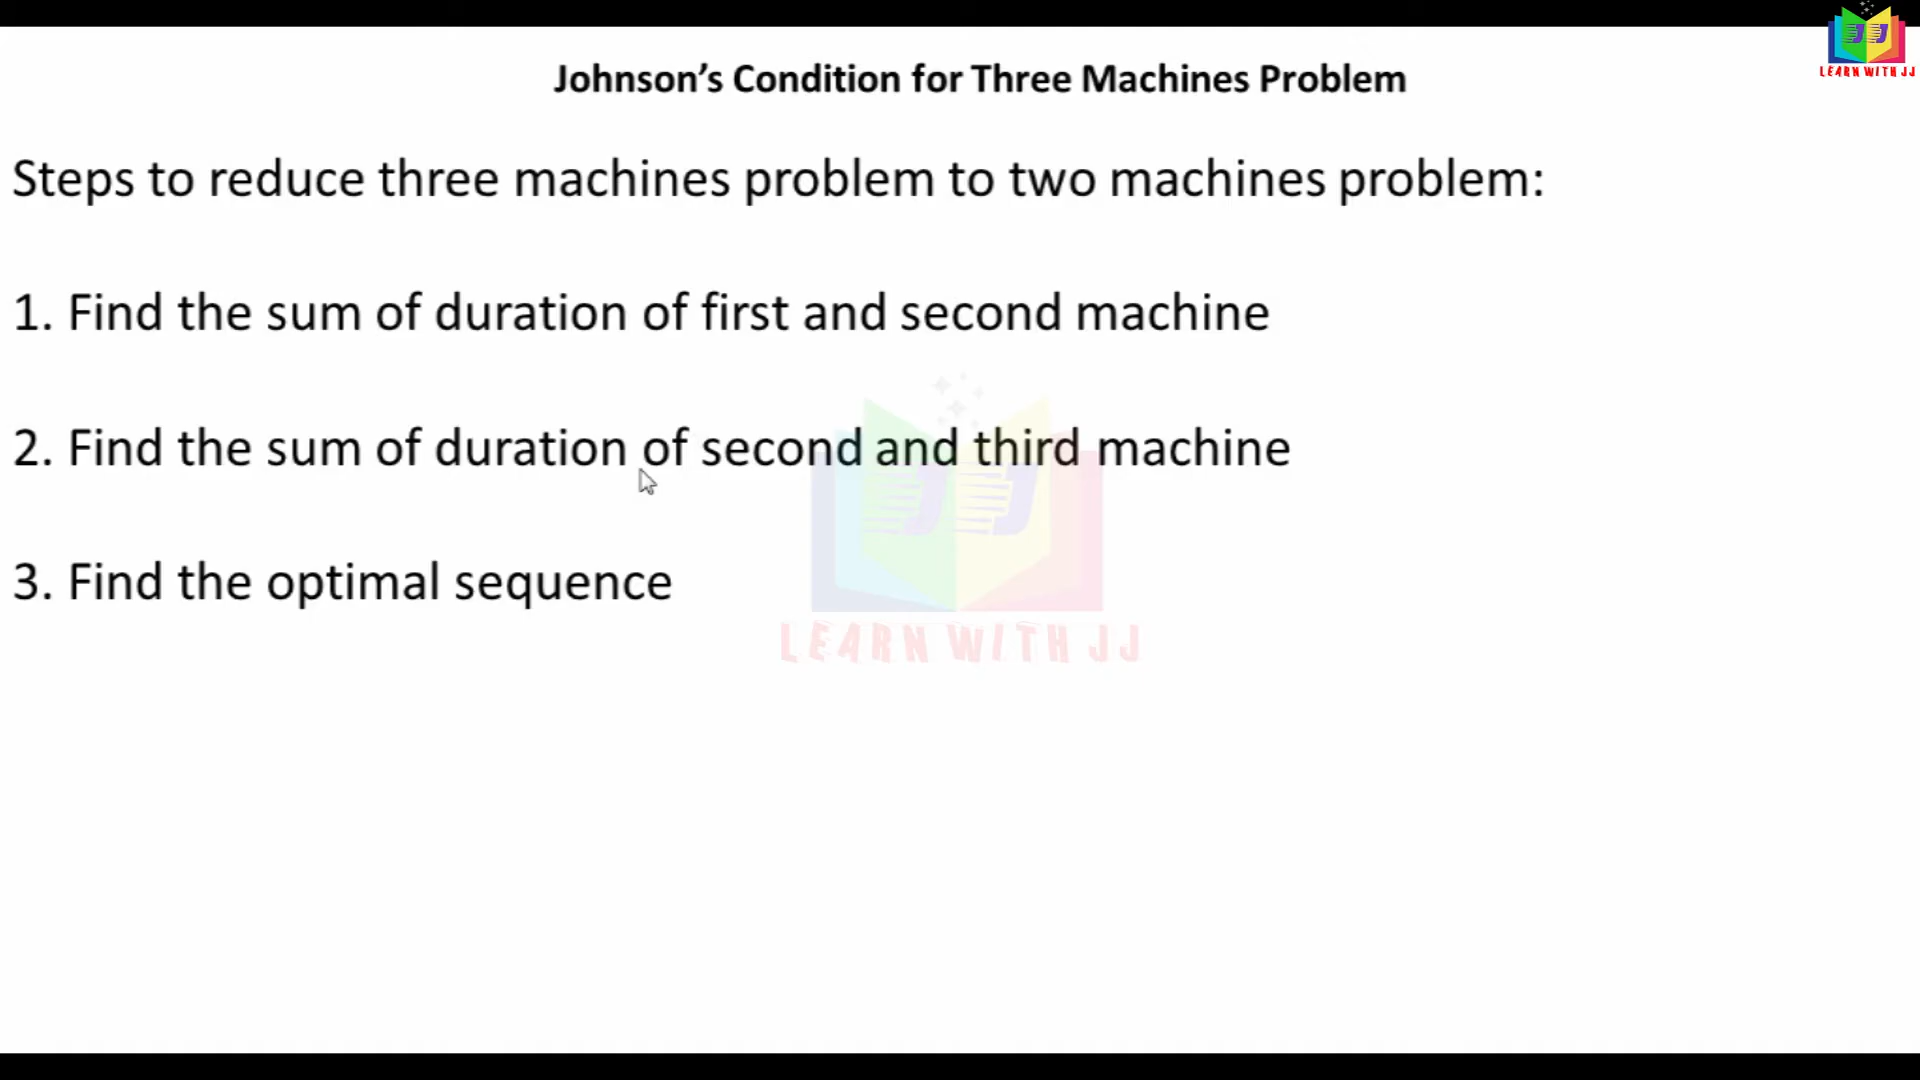 LEARN WITH JJ
Johnson’s Condition for Three Machines Problem
Steps to reduce three machines problem to two machines problem:
1. Find the sum of duration of first and second machine
2. Find the sum of duration of second and third machine
JJ
3. Find the optimal sequence
LEARN WITH JJ